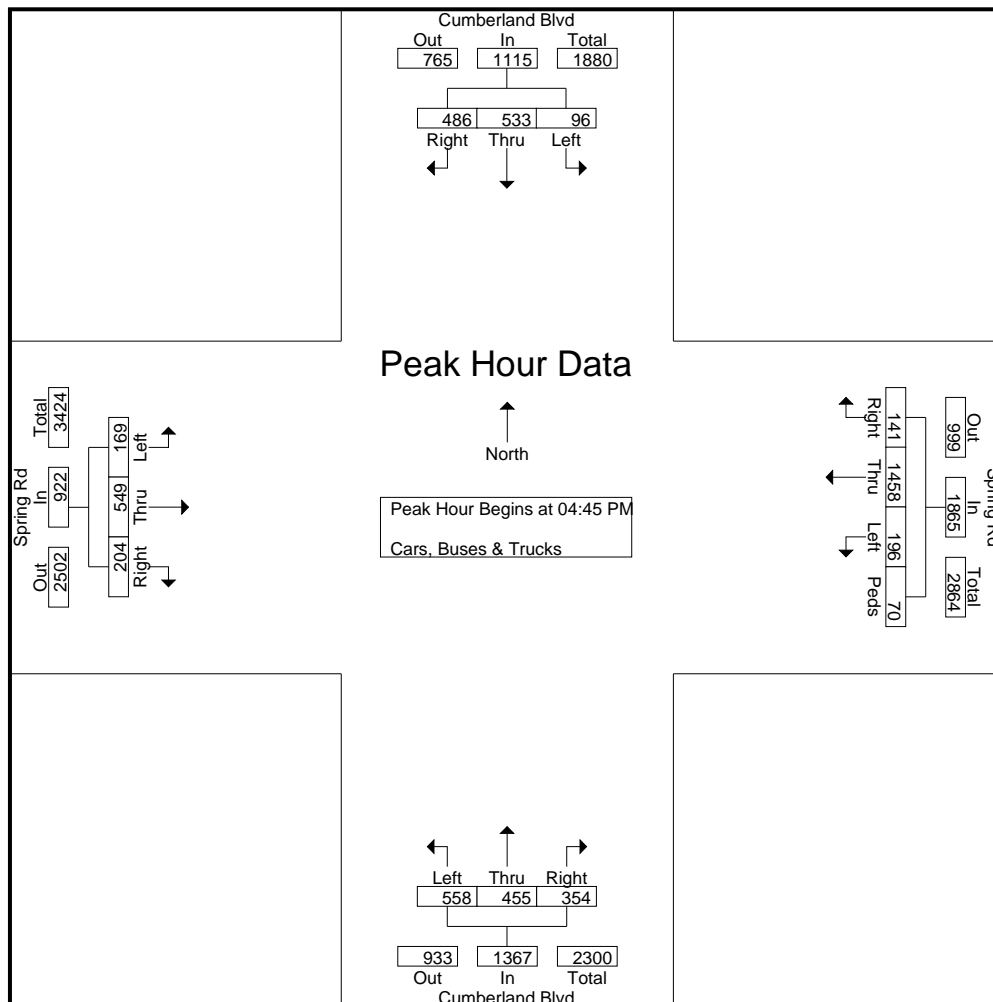 Cumberland Blvd
Out In Total
765 1115 1880
486 533 96
Right Thru Left
Peak Hour Data
North
Peak Hour Begins at 04:45 PM
Cars, Buses & Trucks
Spring Rd
Total In Out
3424 922 2502
169 549 204
Left Thru Right
Spring Rd
Out In Total
999 1865 2864
141 1458 196 70
Right Thru Left Peds
Left Thru Right
558 455 354
933 1367 2300
Out In Total
Cumberland Blvd